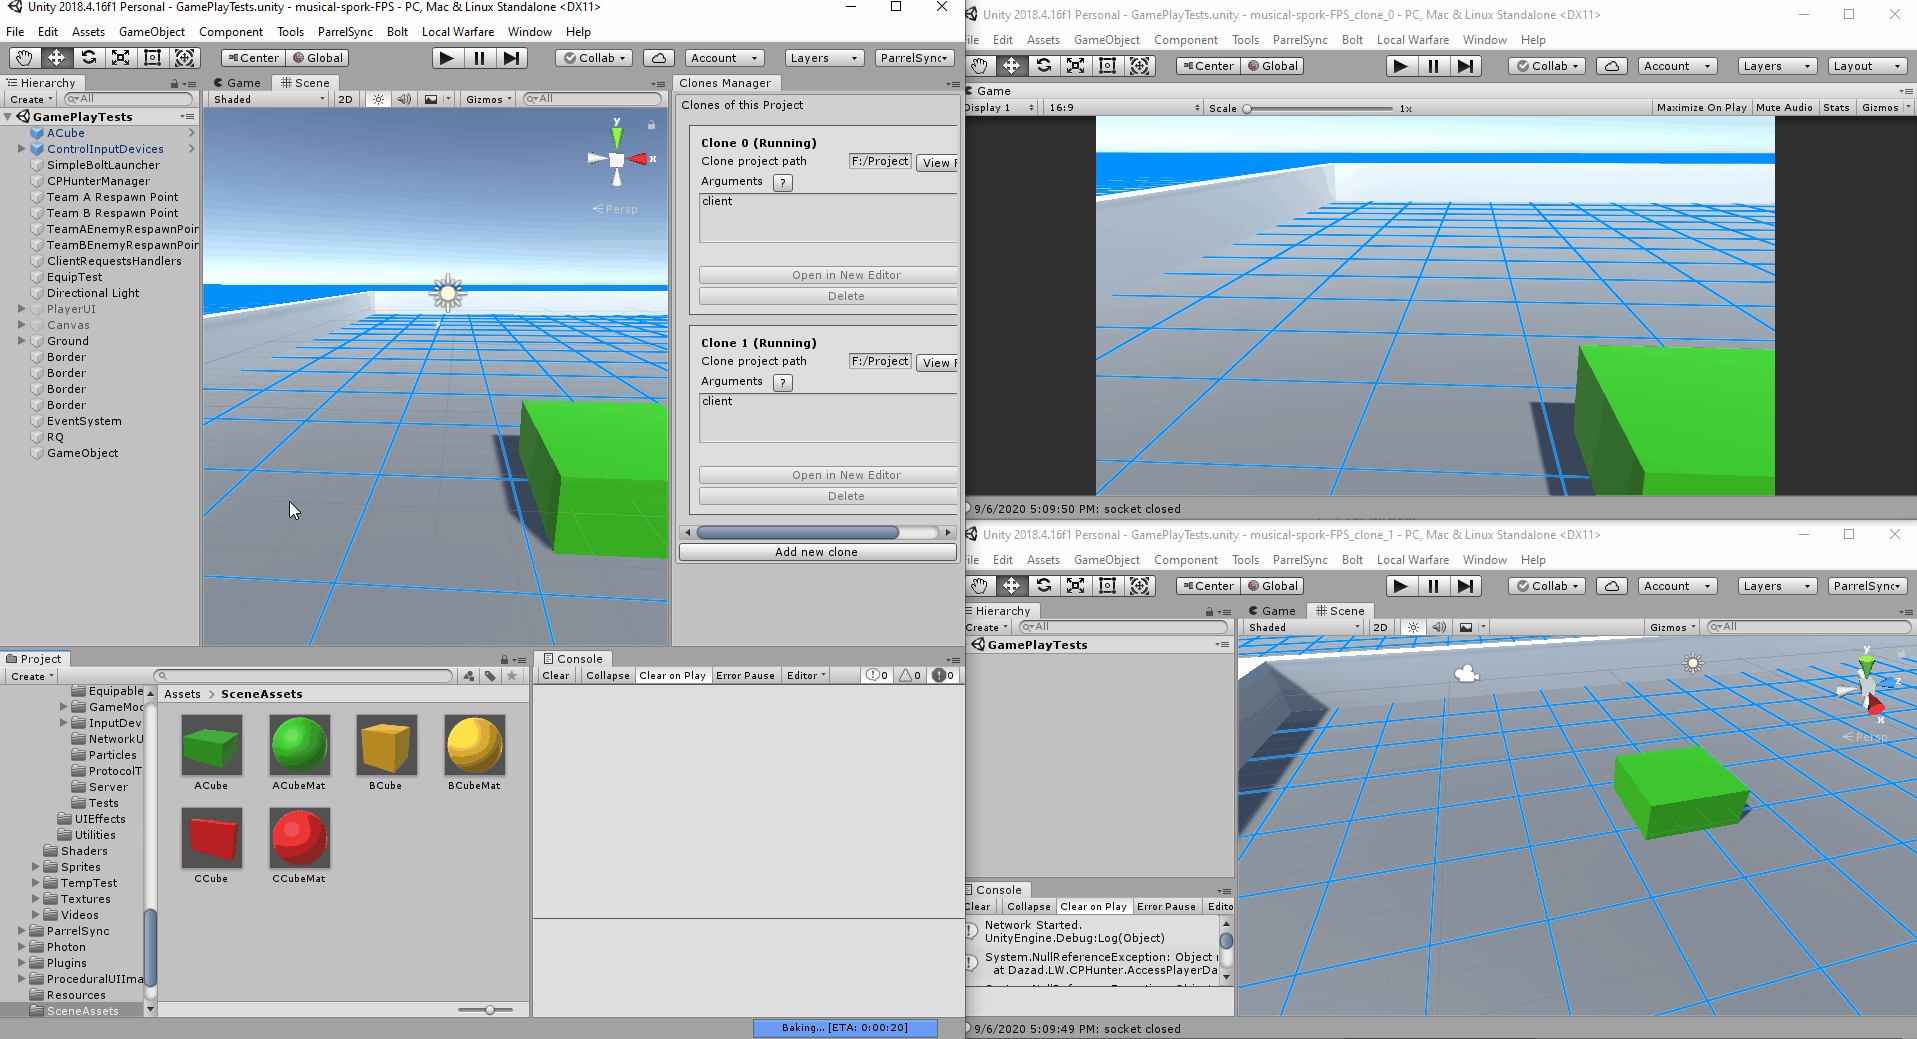 Unity 2018.4.16f1 Personal - GamePlayTests.unity - musical-spork-FPS - PC, Mac & Linux Standalone <DX11>
File Edit Assets GameObject Component Tools ParrelSync Bolt Local Warfare Window Help
Center Global Collab Account Layers ParrelSync
Hierarchy
Create All
GamePlayTests
ACube
ControlInputDevices
SimpleBoltLauncher
CPHunterManager
Team A Respawn Point
Team B Respawn Point
TeamAEnemyRespawnPoin
TeamBEnemyRespawnPoin
ClientRequestsHandlers
EquipTest
Directional Light
PlayerUI
Canvas
Ground
Border
Border
Border
Border
EventSystem
RQ
GameObject
Game Scene
Shaded 2D Gizmos All
y
x
Persp
Clones Manager
Clones of this Project
Clone 0 (Running)
Clone project path F:/Project View F
Arguments ?
client
Open in New Editor
Delete
Clone 1 (Running)
Clone project path F:/Project View F
Arguments ?
client
Open in New Editor
Delete
Add new clone
Project
Create
Equipable
GameMod
InputDev
NetworkU
Particles
ProtocolT
Server
Tests
UIEffects
Utilities
Shaders
Sprites
TempTest
Textures
Videos
ParrelSync
Photon
Plugins
ProceduralUIIma
Resources
SceneAssets
Assets > SceneAssets
ACube ACubeMat BCube BCubeMat
CCube CCubeMat
Console
Clear Collapse Clear on Play Error Pause Editor 0 0 0
Baking... [ETA: 0:00:20]
Unity 2018.4.16f1 Personal - GamePlayTests.unity - musical-spork-FPS_clone_0 - PC, Mac & Linux Standalone <DX11>
ile Edit Assets GameObject Component Tools ParrelSync Bolt Local Warfare Window Help
Center Global Collab Account Layers Layout
Game
Display 1 16:9 Scale 1x Maximize On Play Mute Audio Stats Gizmos
9/6/2020 5:09:50 PM: socket closed
Unity 2018.4.16f1 Personal - GamePlayTests.unity - musical-spork-FPS_clone_1 - PC, Mac & Linux Standalone <DX11>
ile Edit Assets GameObject Component Tools ParrelSync Bolt Local Warfare Window Help
Center Global Collab Account Layers ParrelSync
Hierarchy
Create All
GamePlayTests
Game Scene
Shaded 2D Gizmos All
y
z
x
Persp
Console
Clear Collapse Clear on Play Error Pause Edito
Network Started.
UnityEngine.Debug:Log(Object)
System.NullReferenceException: Object r
at Dazad.LW.CPHunter.AccessPlayerDa
9/6/2020 5:09:49 PM: socket closed